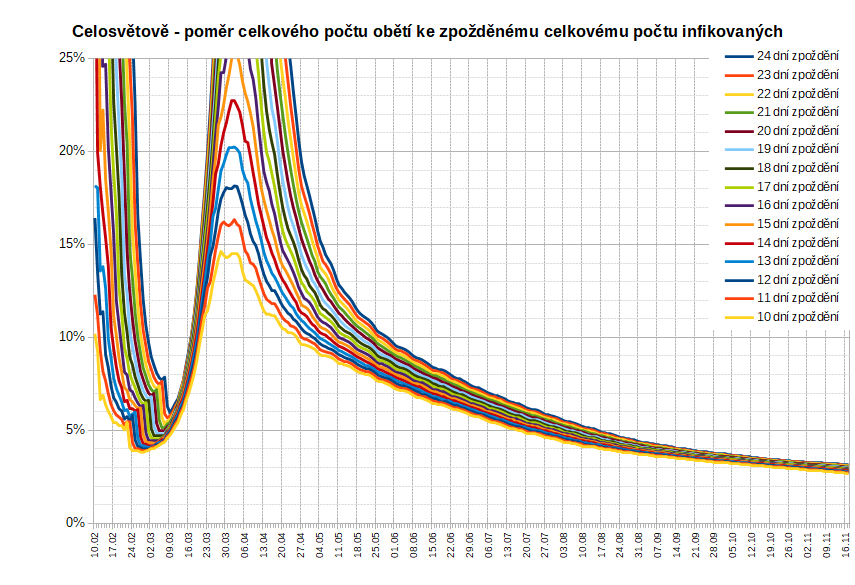 Celosvětově - poměr celkového počtu obětí ke zpožděnému celkovému počtu infikovaných
25%
20%
15%
10%
5%
0%
24 dní zpoždění
23 dní zpoždění
22 dní zpoždění
21 dní zpoždění
20 dní zpoždění
19 dní zpoždění
18 dní zpoždění
17 dní zpoždění
16 dní zpoždění
15 dní zpoždění
14 dní zpoždění
13 dní zpoždění
12 dní zpoždění
11 dní zpoždění
10 dní zpoždění
10.02
17.02
24.02
02.03
09.03
16.03
23.03
30.03
06.04
13.04
20.04
27.04
04.05
11.05
18.05
25.05
01.06
08.06
15.06
22.06
29.06
06.07
13.07
20.07
27.07
03.08
10.08
17.08
24.08
31.08
07.09
14.09
21.09
28.09
05.10
12.10
19.10
26.10
02.11
09.11
16.11